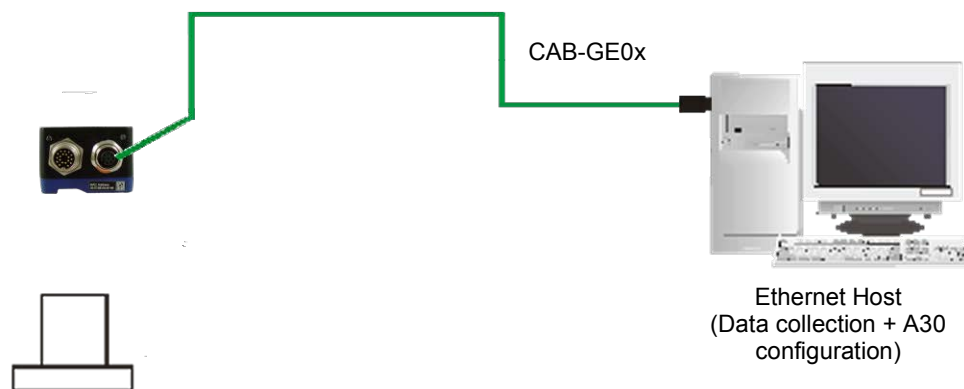 CAB-GE0x
Ethernet Host
(Data collection + A30
configuration)